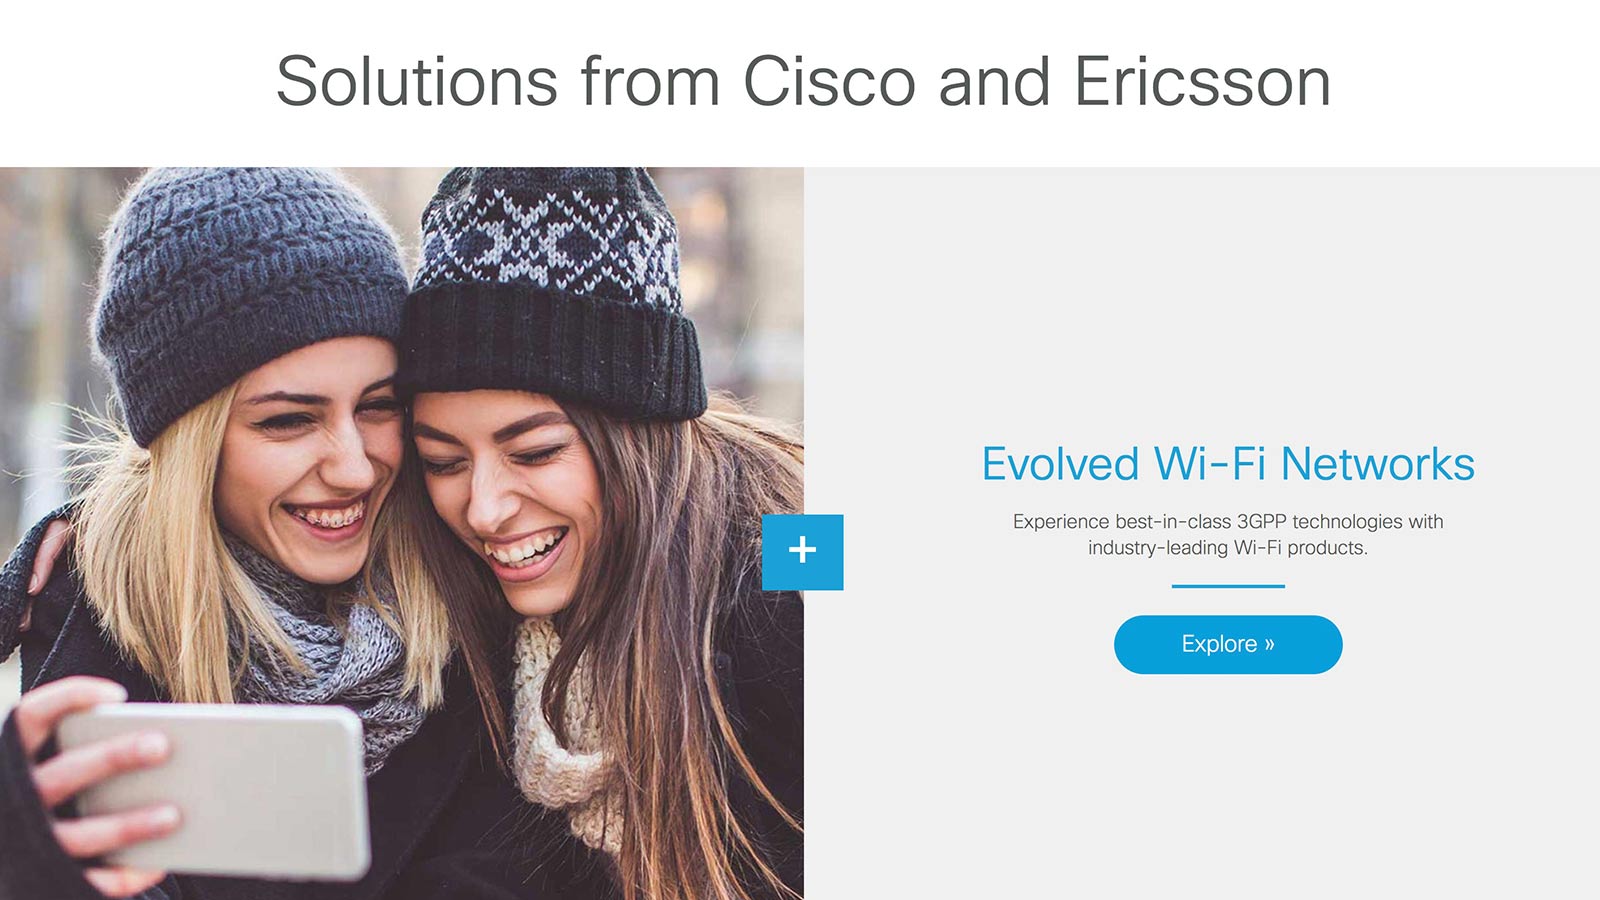 Solutions from Cisco and Ericsson
+
Evolved Wi-Fi Networks
Experience best-in-class 3GPP technologies with
industry-leading Wi-Fi products.
Explore »